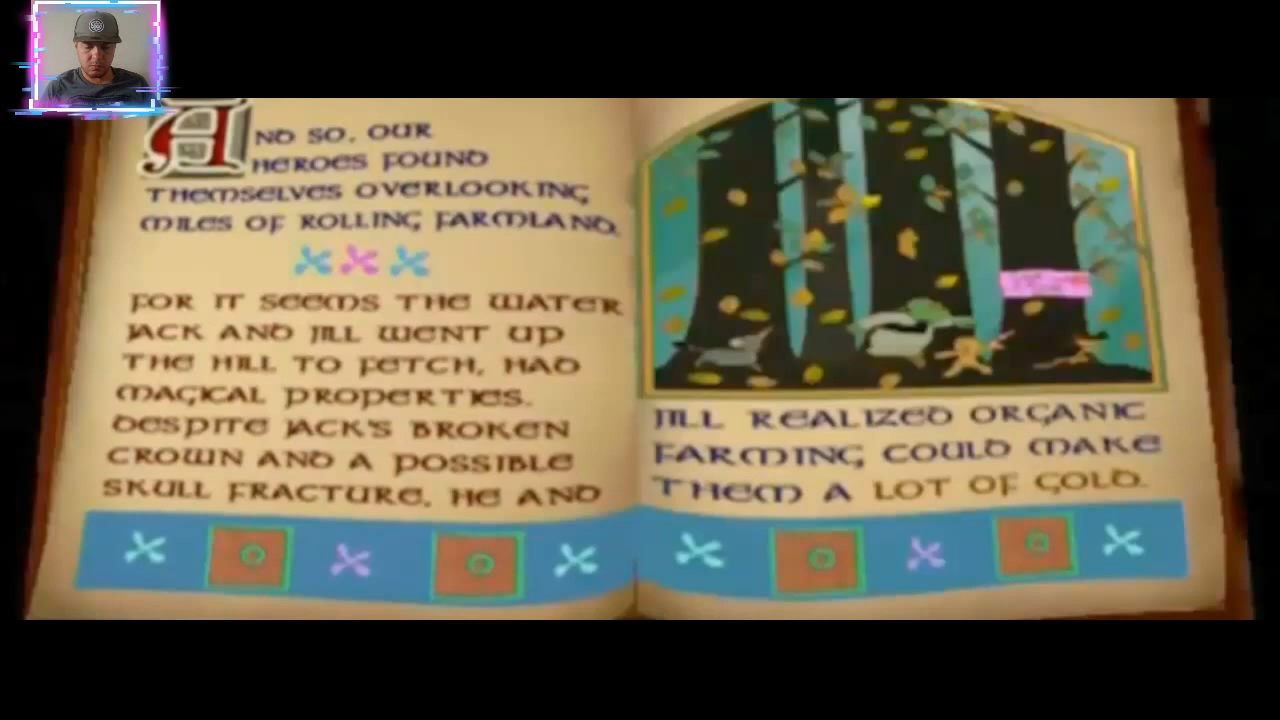 AND SO, OUR
HEROES FOUND
THEMSELVES OVERLOOKING
MILES OF ROLLING FARMLAND.
FOR IT SEEMS THE WATER
JACK AND JILL WENT UP
THE HILL TO FETCH, HAD
MAGICAL PROPERTIES.
DESPITE JACK'S BROKEN
CROWN AND A POSSIBLE
SKULL FRACTURE, HE AND
JILL REALIZED ORGANIC
FARMING COULD MAKE
THEM A LOT OF GOLD.